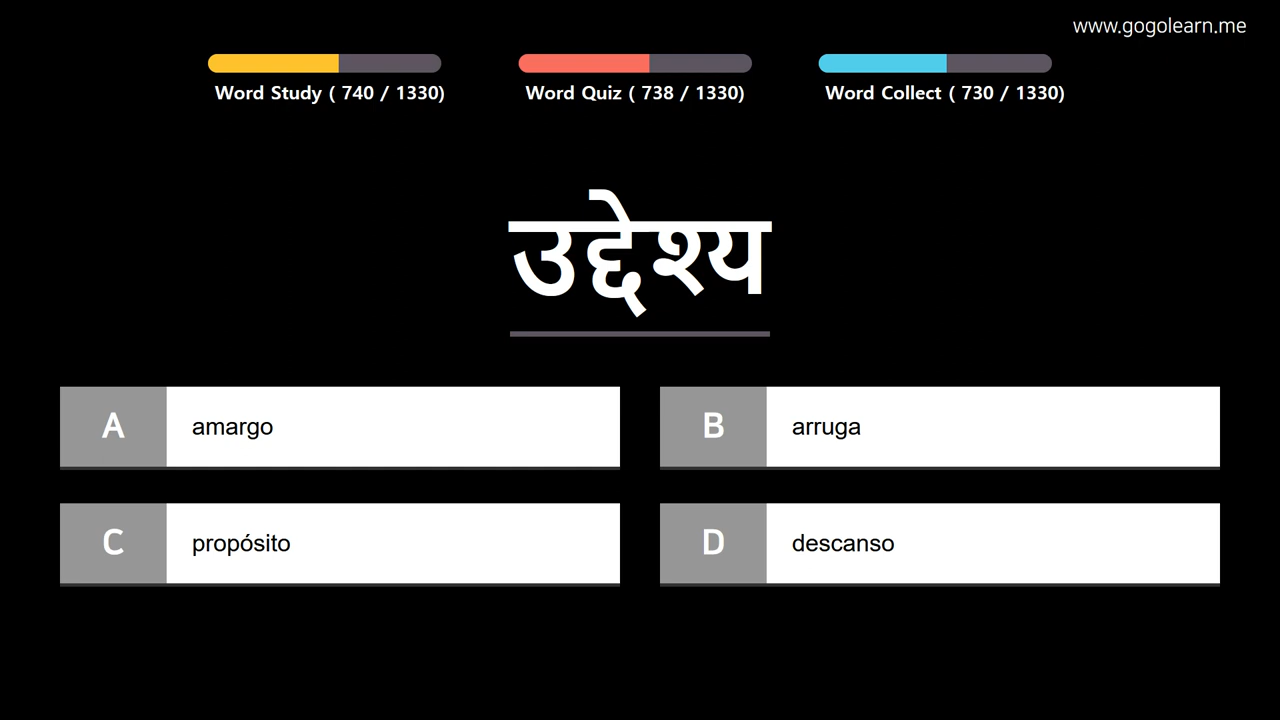 www.gogolearn.me
Word Study ( 740 / 1330)
Word Quiz ( 738 / 1330)
Word Collect ( 730 / 1330)
उद्देश्य
A amargo
B arruga
C propósito
D descanso